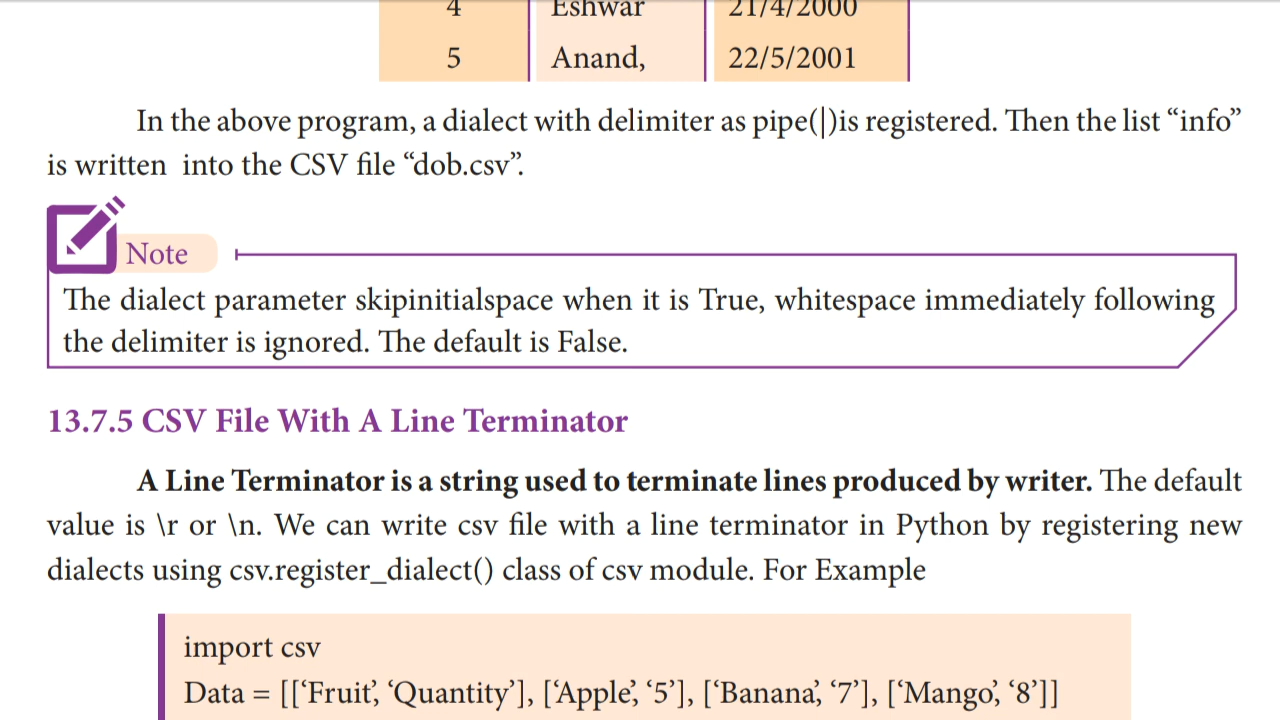 4 Eshwar 21/4/2000
5 Anand, 22/5/2001
In the above program, a dialect with delimiter as pipe(|)is registered. Then the list “info”
is written into the CSV file “dob.csv”.
Note
The dialect parameter skipinitialspace when it is True, whitespace immediately following
the delimiter is ignored. The default is False.
13.7.5 CSV File With A Line Terminator
A Line Terminator is a string used to terminate lines produced by writer. The default
value is \r or \n. We can write csv file with a line terminator in Python by registering new
dialects using csv.register_dialect() class of csv module. For Example
import csv
Data = [[‘Fruit’, ‘Quantity’], [‘Apple’, ‘5’], [‘Banana’, ‘7’], [‘Mango’, ‘8’]]